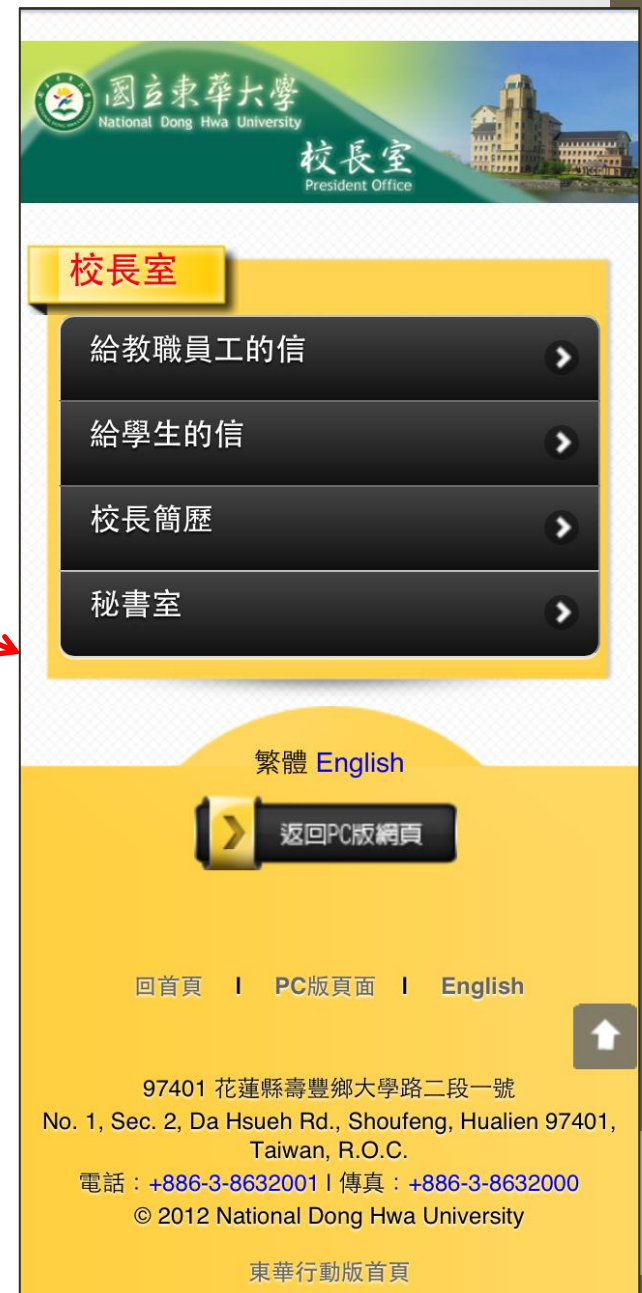 國立東華大學
National Dong Hwa University
校長室
President Office
校長室
給教職員工的信
給學生的信
校長簡歷
秘書室
繁體 English
返回PC版網頁
回首頁 | PC版頁面 | English
97401 花蓮縣壽豐鄉大學路二段一號
No. 1, Sec. 2, Da Hsueh Rd., Shoufeng, Hualien 97401,
Taiwan, R.O.C.
電話：+886-3-8632001 | 傳真：+886-3-8632000
© 2012 National Dong Hwa University
東華行動版首頁